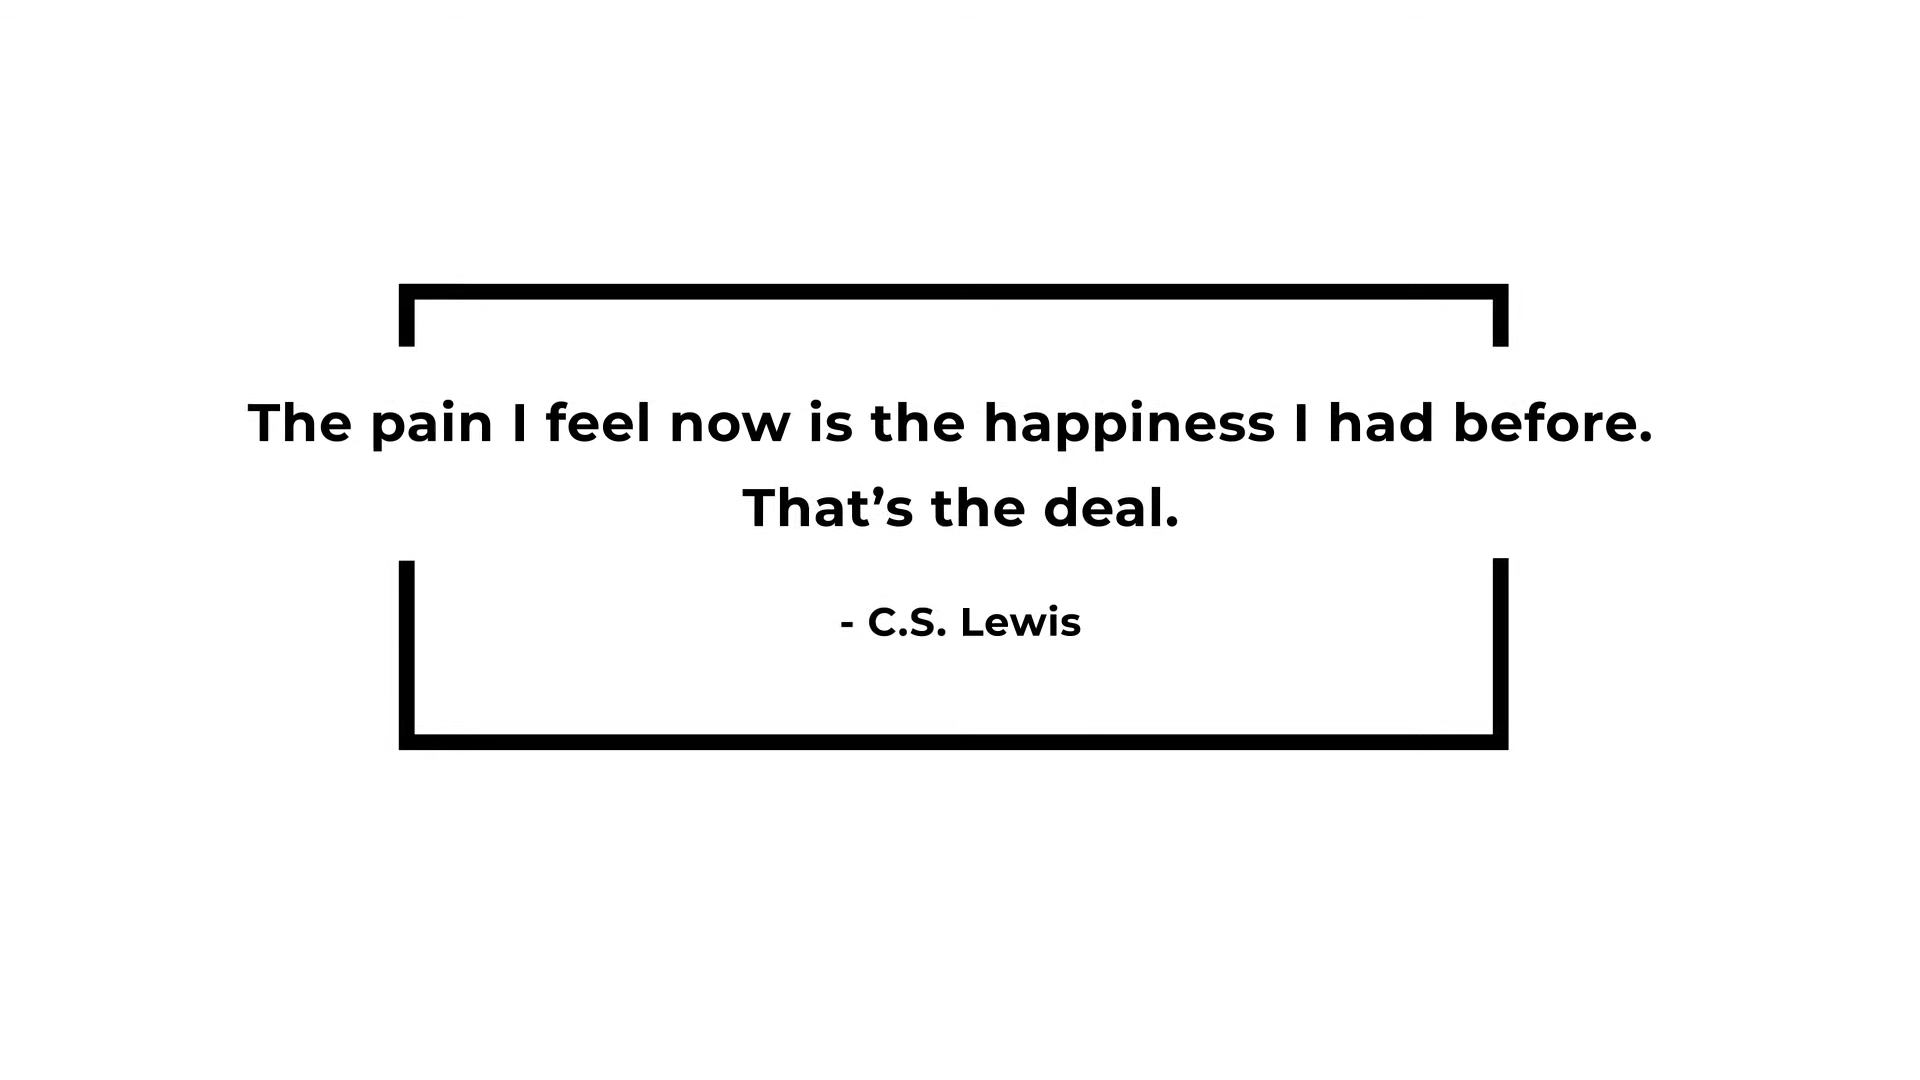 The pain I feel now is the happiness I had before.
That’s the deal.
- C.S. Lewis